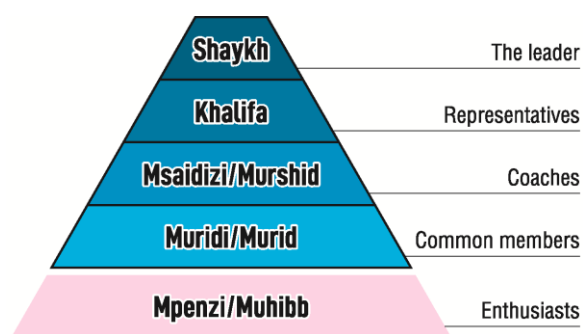 Shaykh
The leader
Khalifa
Representatives
Msaidizi/Murshid
Coaches
Muridi/Murid
Common members
Mpenzi/Muhibb
Enthusiasts